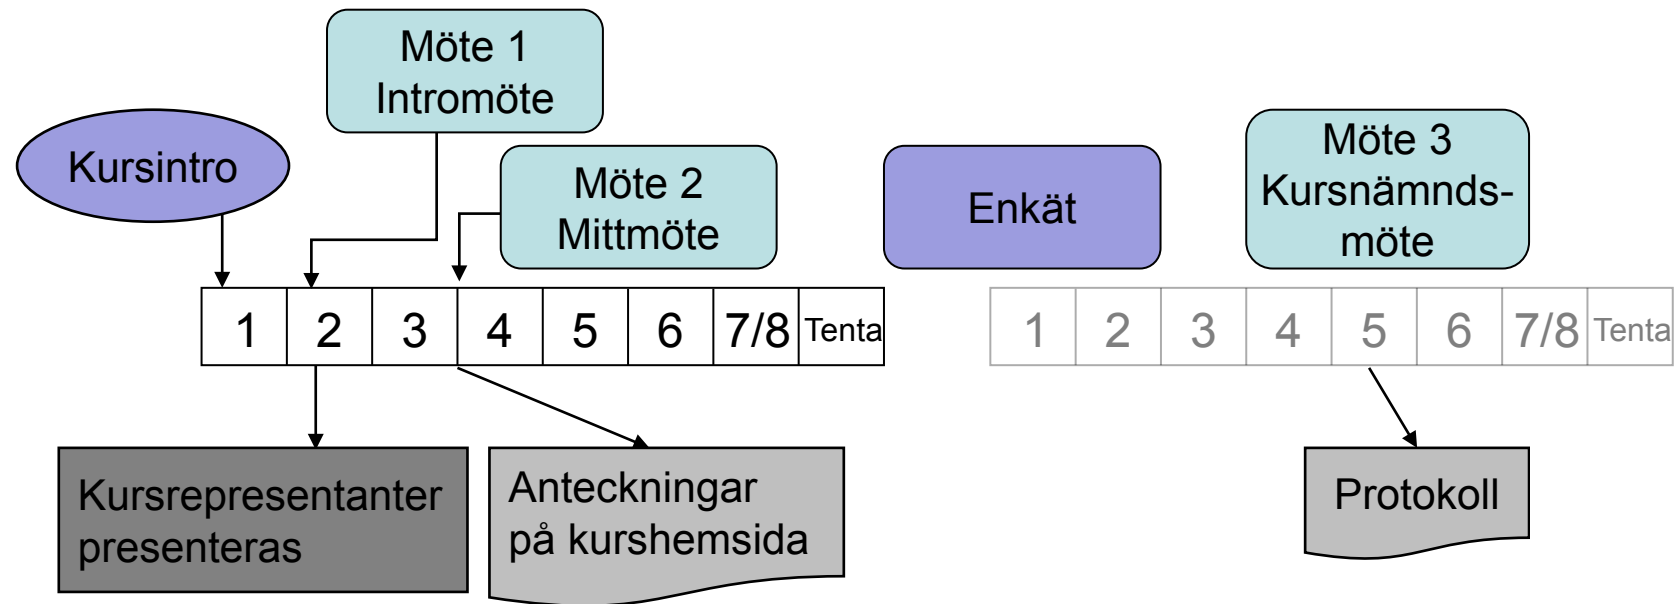 Möte 1
Intromöte
Kursintro
Möte 2
Mittmöte
Enkät
Möte 3
Kursnämnds-
möte
1 2 3 4 5 6 7/8 Tenta
1 2 3 4 5 6 7/8 Tenta
Kursrepresentanter
presenteras
Anteckningar
på kurshemsida
Protokoll